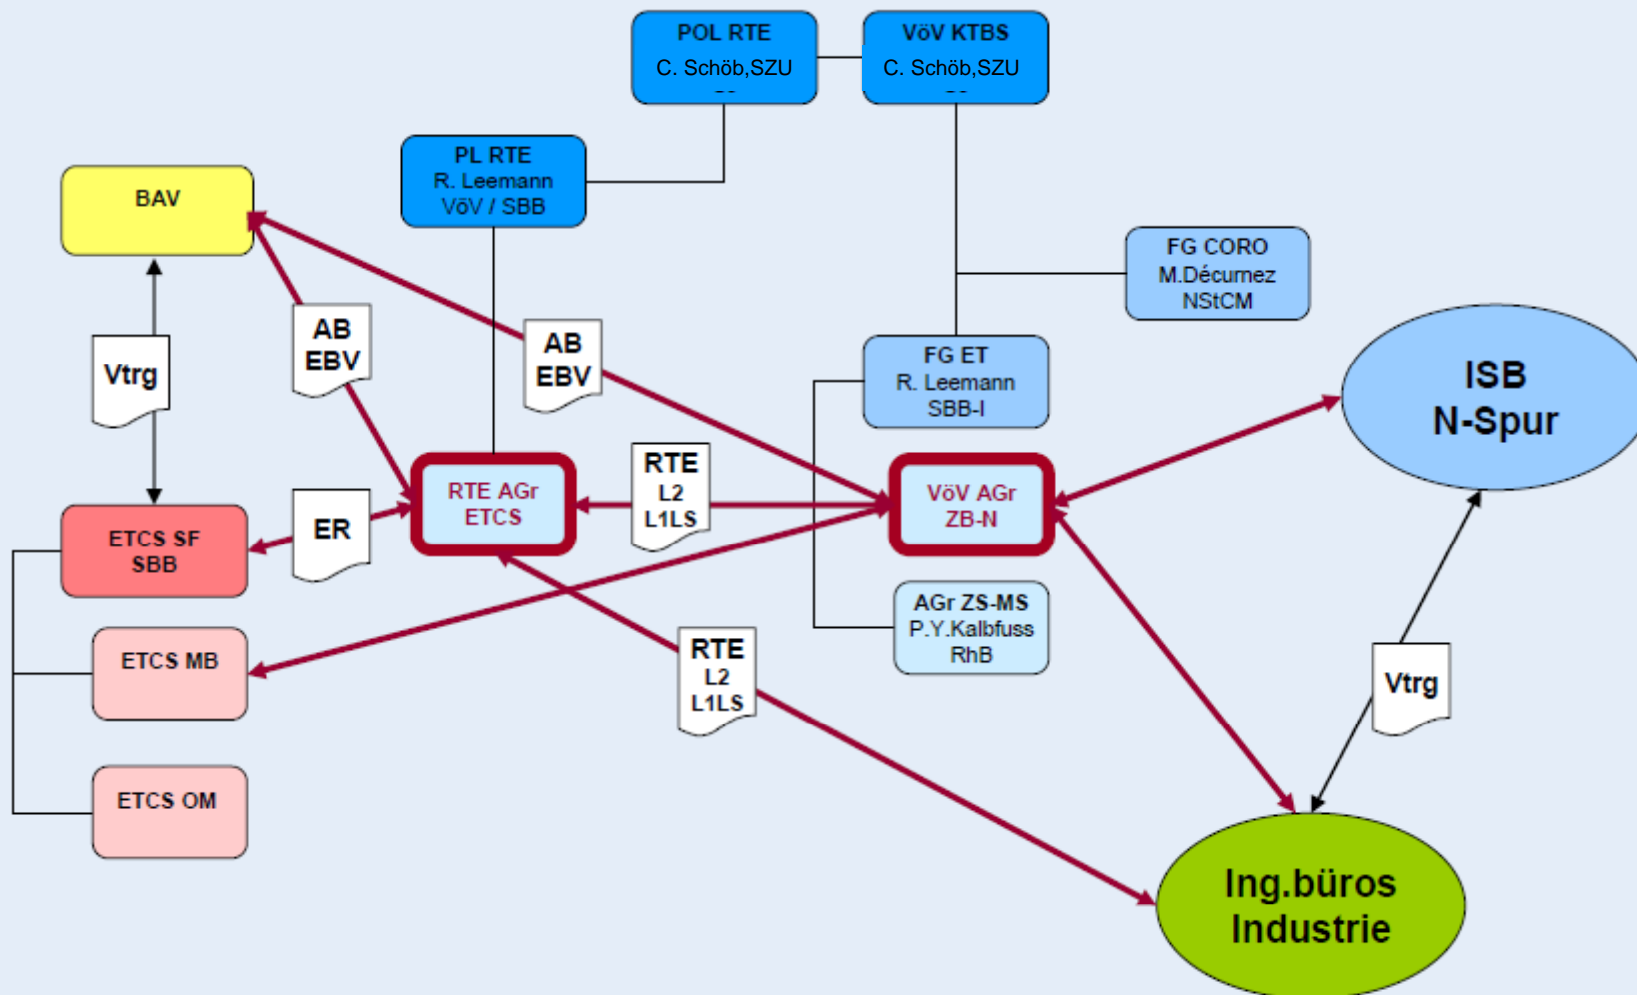 POL RTE
C. Schöb,SZU
VöV KTBS
C. Schöb,SZU
PL RTE
R. Leemann
VöV / SBB
BAV
FG CORO
M.Décurnez
NStCM
AB
EBV
AB
EBV
Vtrg
FG ET
R. Leemann
SBB-I
ISB
N-Spur
RTE
L2
L1LS
RTE AGr
ETCS
VöV AGr
ZB-N
ER
ETCS SF
SBB
AGr ZS-MS
P.Y.Kalbfuss
RhB
ETCS MB
RTE
L2
L1LS
Vtrg
ETCS OM
Ing.büros
Industrie